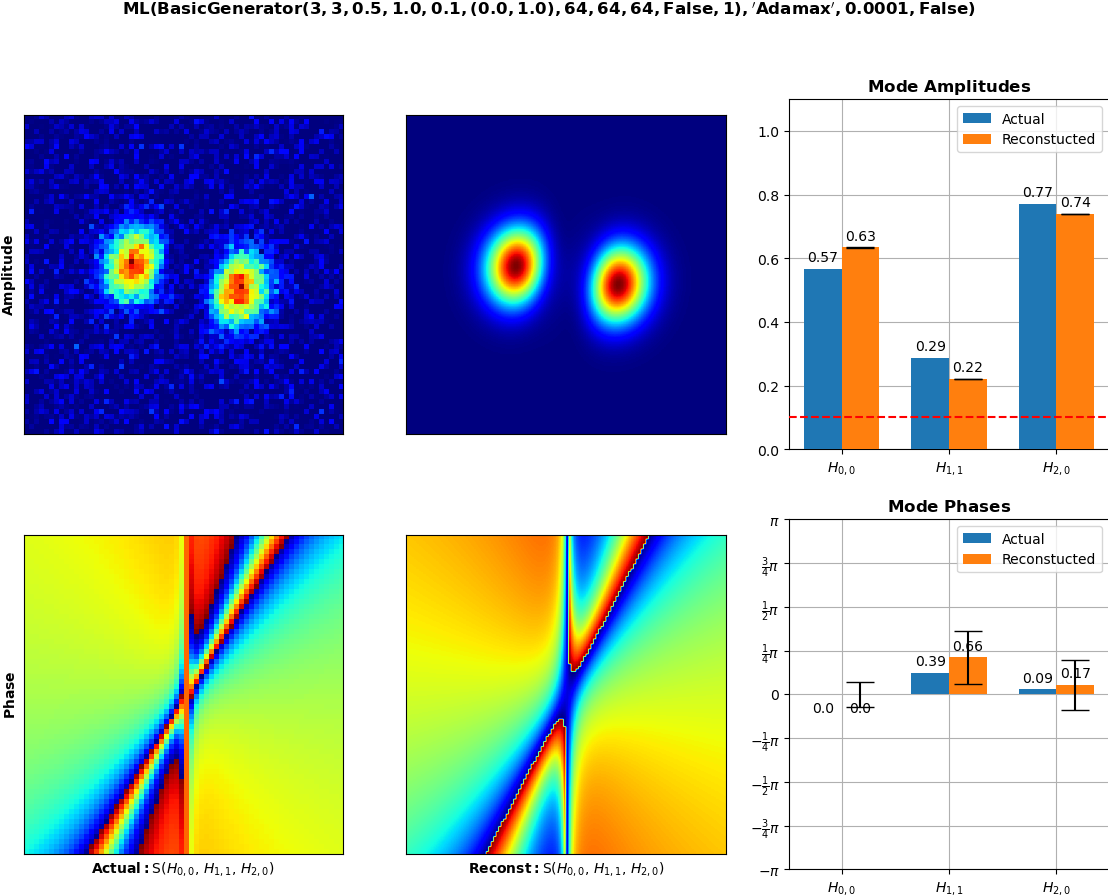 ML(BasicGenerator(3, 3, 0.5, 1.0, 0.1, (0.0, 1.0), 64, 64, 64, False, 1), ′Adamax′, 0.0001, False)
Amplitude
Mode Amplitudes
Actual
Reconstucted
1.0
0.8
0.6
0.4
0.2
0.0
0.57
0.63
0.29
0.22
0.77
0.74
H₀,₀
H₁,₁
H₂,₀
Phase
Actual: S(H₀,₀, H₁,₁, H₂,₀)
Reconst: S(H₀,₀, H₁,₁, H₂,₀)
Mode Phases
Actual
Reconstucted
π
3/4π
1/2π
1/4π
0
−1/4π
−1/2π
−3/4π
−π
0.0
0.0
0.39
0.66
0.09
0.17
H₀,₀
H₁,₁
H₂,₀